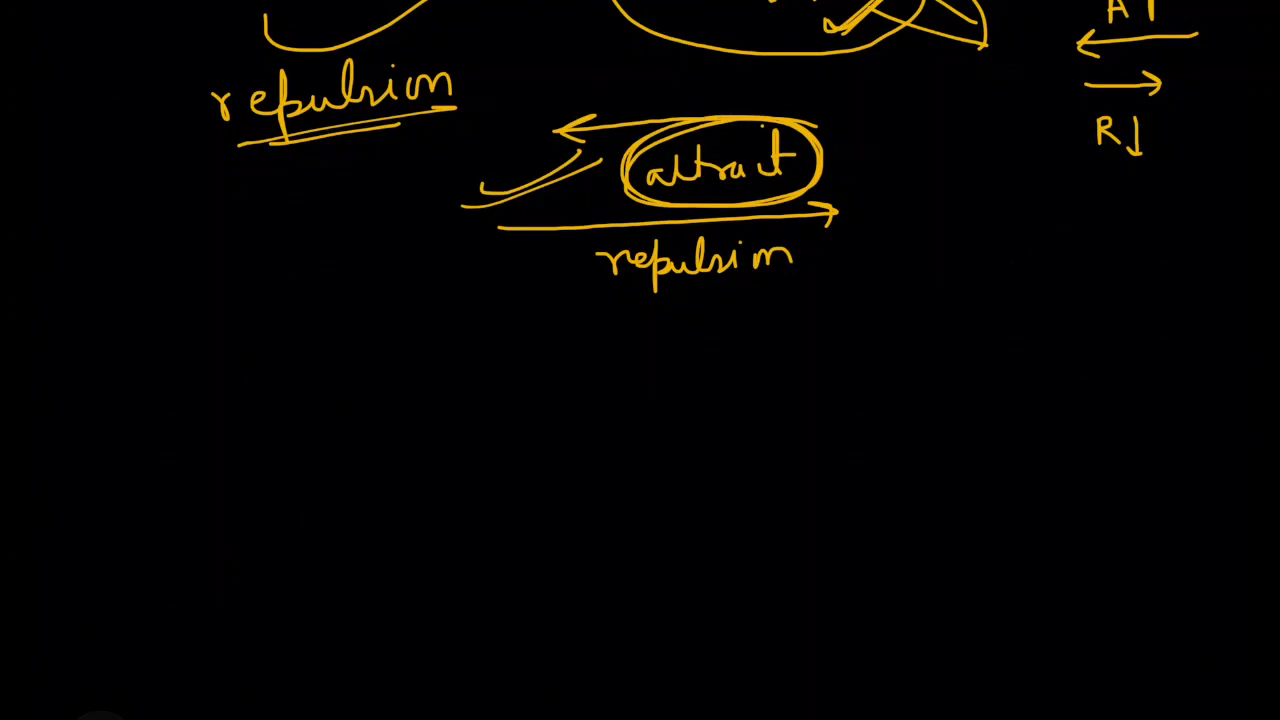 A↑
repulsion
R↓
attract
repulsion